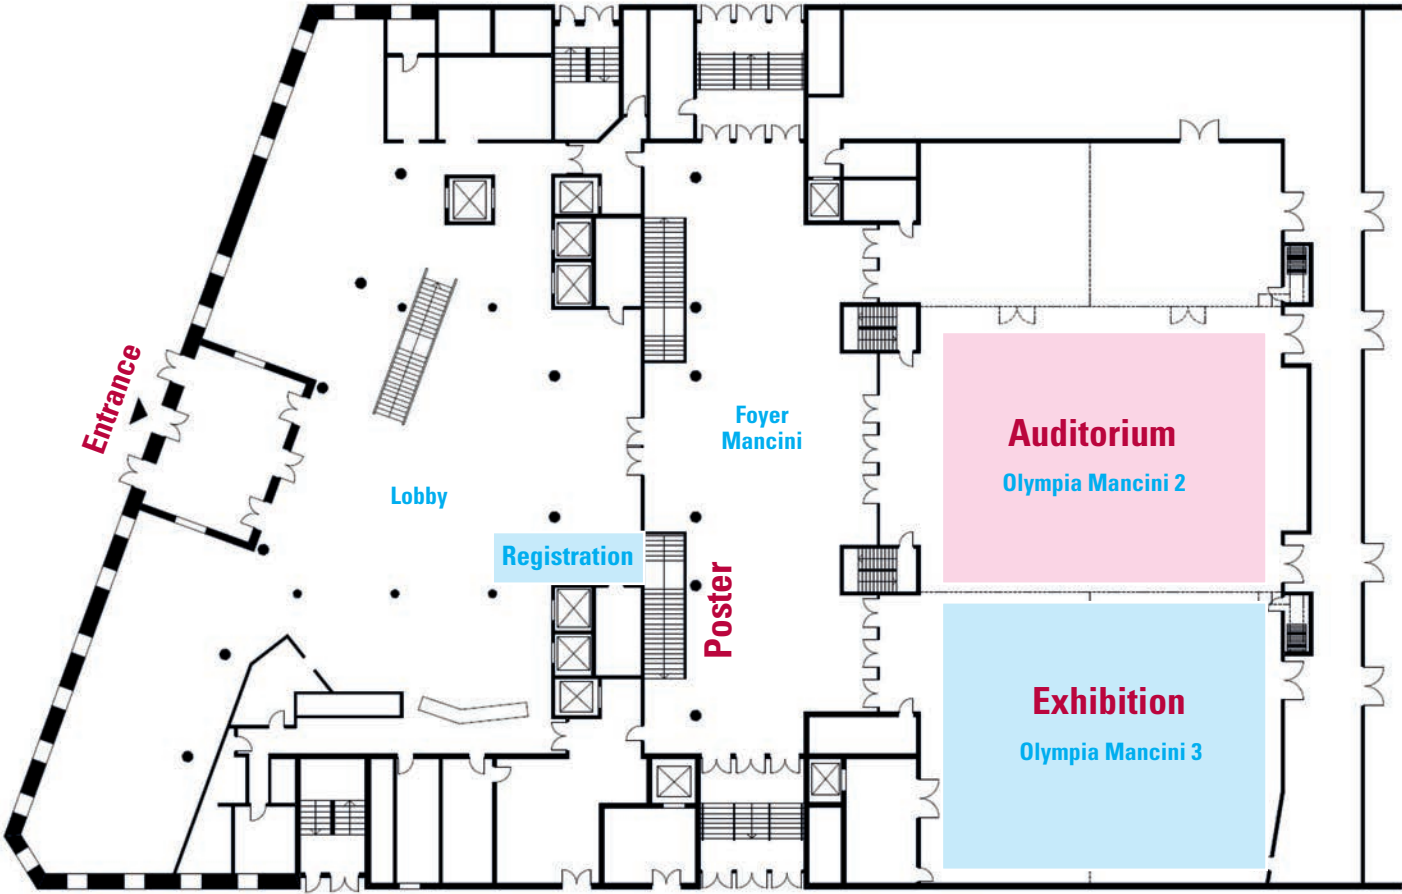 Entrance
Lobby
Registration
Foyer
Mancini
Poster
Auditorium
Olympia Mancini 2
Exhibition
Olympia Mancini 3